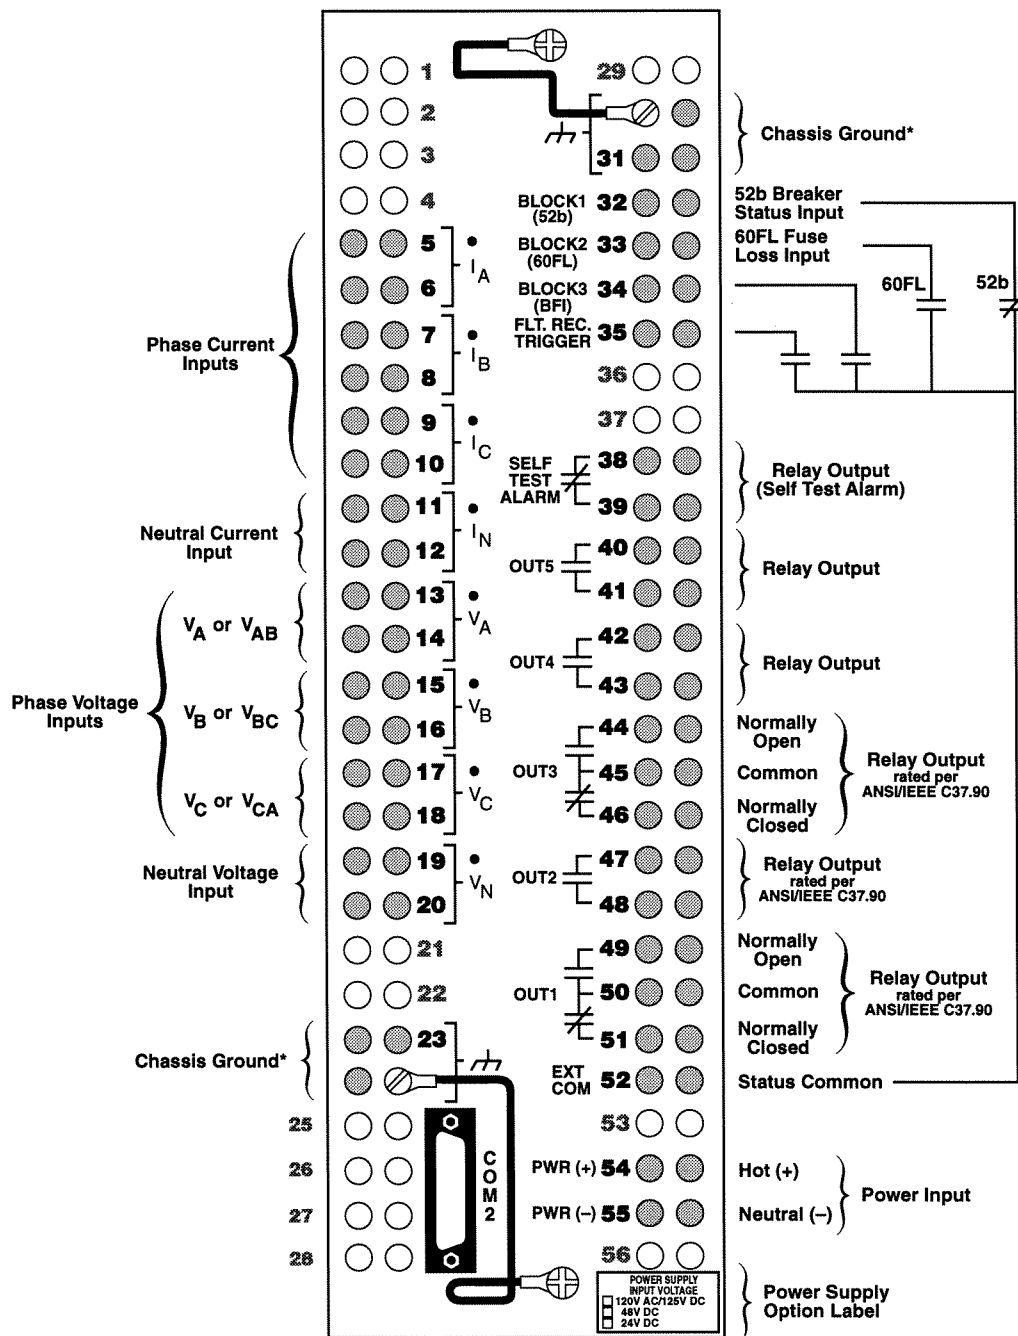 1
2
3
4
5
6
I A
7
8
I B
9
10
I C
11
12
I N
13
14
V A
15
16
V B
17
18
V C
19
20
V N
21
22
23
25
26
27
28
COM2
Phase Current
Inputs
Neutral Current
Input
V A or V AB
Phase Voltage
Inputs
V B or V BC
V C or V CA
Neutral Voltage
Input
Chassis Ground*
29
31
BLOCK1
(52b)
32
BLOCK2
(60FL)
33
BLOCK3
(BFI)
34
FLT. REC.
TRIGGER
35
36
37
SELF
TEST
ALARM
38
39
OUT5
40
41
OUT4
42
43
OUT3
44
45
46
OUT2
47
48
OUT1
49
50
51
EXT
COM
52
53
PWR (+) 54
PWR (–) 55
56
POWER SUPPLY
INPUT VOLTAGE
120V AC/125V DC
48V DC
24V DC
Chassis Ground*
52b Breaker
Status Input
60FL Fuse
Loss Input
60FL
52b
Relay Output
(Self Test Alarm)
Relay Output
Relay Output
Normally
Open
Common
Normally
Closed
Relay Output
rated per
ANSI/IEEE C37.90
Relay Output
rated per
ANSI/IEEE C37.90
Normally
Open
Common
Normally
Closed
Relay Output
rated per
ANSI/IEEE C37.90
Status Common
Hot (+)
Neutral (–)
Power Input
Power Supply
Option Label